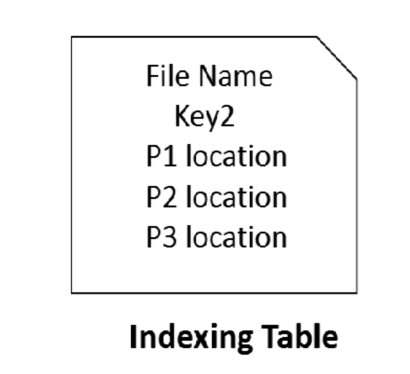 File Name
Key2
P1 location
P2 location
P3 location
Indexing Table